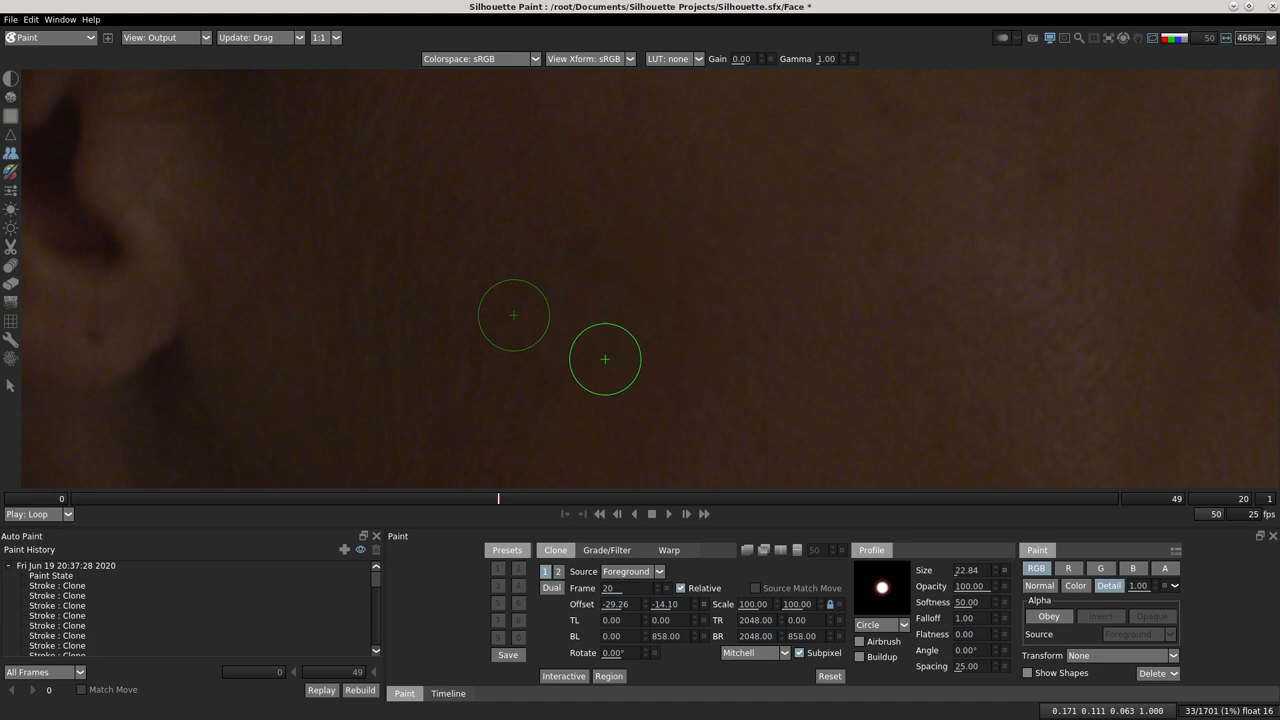 Silhouette Paint : /root/Documents/Silhouette Projects/Silhouette.sfx/Face *
File Edit Window Help
Paint View: Output Update: Drag 1:1 50 468%
Colorspace: sRGB View Xform: sRGB LUT: none Gain 0.00 Gamma 1.00
0 49 20 1
Play: Loop 50 25 fps
Auto Paint Paint
Paint History Presets Clone Grade/Filter Warp 50 Profile Paint
Fri Jun 19 20:37:28 2020
Paint State
Stroke : Clone
Stroke : Clone
Stroke : Clone
Stroke : Clone
Stroke : Clone
Stroke : Clone
Stroke : Clone
All Frames 0 49
0 Match Move Replay Rebuild
1 2
3 4
5 6
7 8
9 0
Save
1 2 Source Foreground
Dual Frame 20 Relative Source Match Move
Offset -29.26 -14.10 Scale 100.00 100.00
TL 0.00 0.00 TR 2048.00 0.00
BL 0.00 858.00 BR 2048.00 858.00
Rotate 0.00° Mitchell Subpixel
Interactive Region Reset
Circle
Airbrush
Buildup
Size 22.84
Opacity 100.00
Softness 50.00
Falloff 1.00
Flatness 0.00
Angle 0.00°
Spacing 25.00
RGB R G B A
Normal Color Detail 1.00
Alpha
Obey Invert Opaque
Source Foreground
Transform None
Show Shapes Delete
Paint Timeline
0.171 0.111 0.063 1.000 33/1701 (1%) float 16